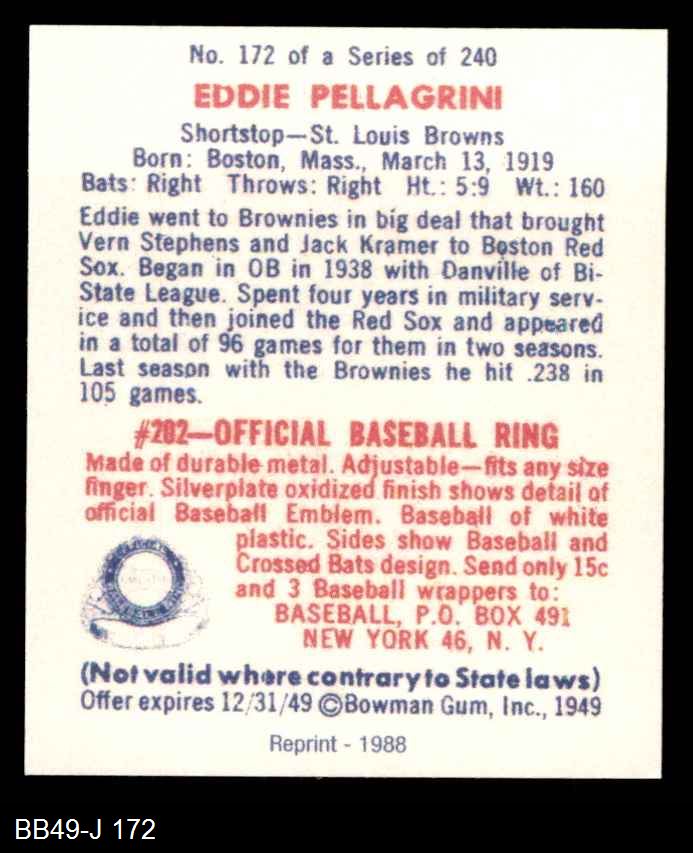 No. 172 of a Series of 240
EDDIE PELLAGRINI
Shortstop—St. Louis Browns
Born: Boston, Mass., March 13, 1919
Bats: Right Throws: Right Ht.: 5:9 Wt.: 160
Eddie went to Brownies in big deal that brought
Vern Stephens and Jack Kramer to Boston Red
Sox. Began in OB in 1938 with Danville of Bi-
State League. Spent four years in military serv-
ice and then joined the Red Sox and appeared
in a total of 96 games for them in two seasons.
Last season with the Brownies he hit .238 in
105 games.
#202—OFFICIAL BASEBALL RING
Made of durable metal. Adjustable—fits any size
finger. Silverplate oxidized finish shows detail of
official Baseball Emblem. Baseball of white
plastic. Sides show Baseball and
Crossed Bats design. Send only 15c
and 3 Baseball wrappers to:
BASEBALL, P.O. BOX 491
NEW YORK 46, N. Y.
(Not valid where contrary to State laws)
Offer expires 12/31/49 ©Bowman Gum, Inc., 1949
Reprint - 1988
BB49-J 172